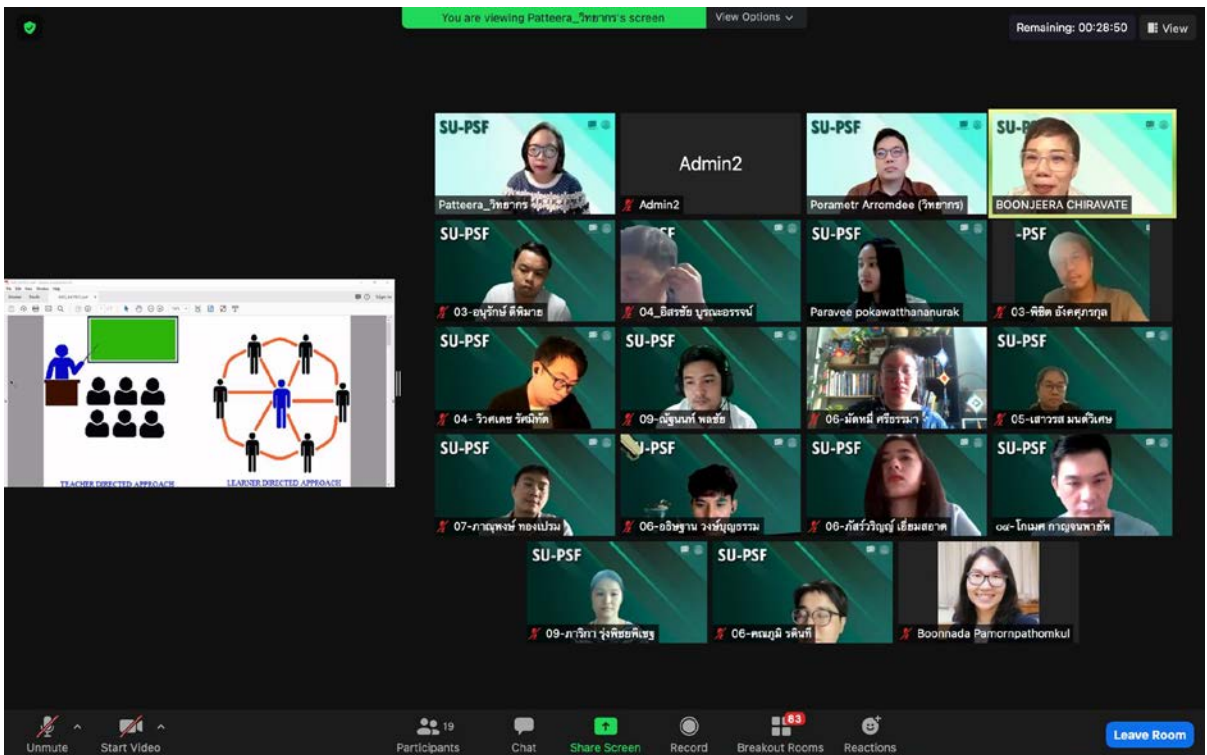 You are viewing Patteera_วิทยากร's screen
View Options
Remaining: 00:28:50
View
SU-PSF
Patteera_วิทยากร
Admin2
Admin2
SU-PSF
Porametr Arromdee (วิทยากร)
SU-P
BOONJEERA CHIRAVATE
SU-PSF
03-อนุรักษ์ ดีพิมาย
CF
04_อิสรชัย บูรณะอรรจน์
SU-PSF
Paravee pokawatthananurak
-PSF
03-พิชิต อังคศุภรกุล
SU-PSF
04- วิวศเดช รัศมิทัต
SU-PSF
09-ณัฐนนท์ พลชัย
06-มัดหมี่ ศรีธรรมา
SU-PSF
05-เสาวรส มนต์วิเศษ
SU-PSF
07-ภาณุพงษ์ ทองเปรม
J-PSF
06-อธิษฐาน วงษ์บุญธรรม
SU-PSF
06-ภัสร์วริญญ์ เอี่ยมสอาด
SU-PSF
๐๔-โกเมศ กาญจนพายัพ
SU-PSF
09-ภาวิกา รุ่งพิชยพิเชฐ
SU-PSF
06-คณภูมิ รตินที
Boonnada Pamornpathomkul
TEACHER DIRECTED APPROACH
LEARNER DIRECTED APPROACH
Unmute
Start Video
19
Participants
Chat
Share Screen
Record
83
Breakout Rooms
Reactions
Leave Room